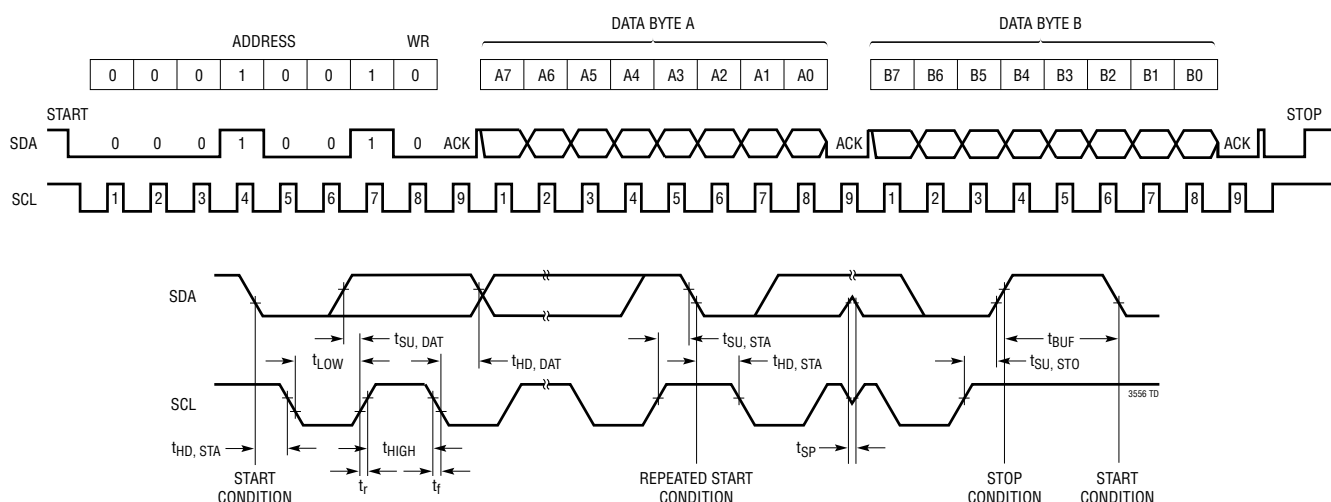 DATA BYTE A DATA BYTE B
ADDRESS WR
0 0 0 1 0 0 1 0 A7 A6 A5 A4 A3 A2 A1 A0 B7 B6 B5 B4 B3 B2 B1 B0
START STOP
SDA 0 0 0 1 0 0 1 0 ACK ACK ACK
SCL 1 2 3 4 5 6 7 8 9 1 2 3 4 5 6 7 8 9 1 2 3 4 5 6 7 8 9
SDA
tSU, DAT tSU, STA tBUF
tLOW tHD, DAT tHD, STA tSU, STO
SCL 3556 TD
tHD, STA tHIGH tSP
tr tf
START CONDITION REPEATED START CONDITION STOP CONDITION START CONDITION